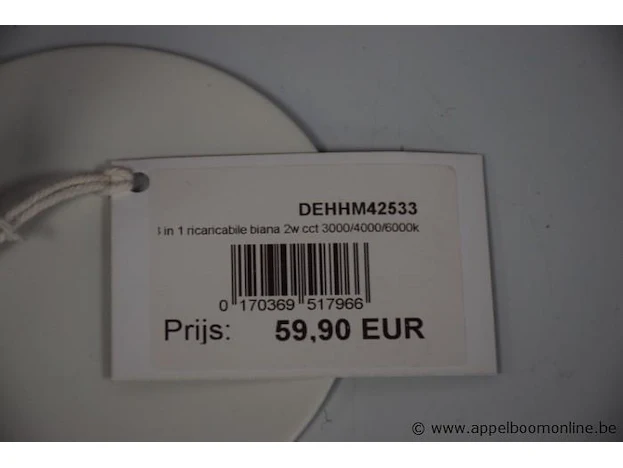 DEHHM42533
in 1 ricaricabile biana 2w cct 3000/4000/6000k
0 170369 517966
Prijs: 59,90 EUR
© www.appelboomonline.be